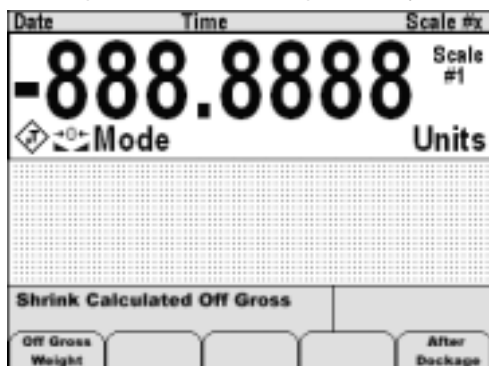 Date Time Scale #x
-888.8888 Scale
#1
Mode Units
Shrink Calculated Off Gross
Off Gross After
Weight Dockage